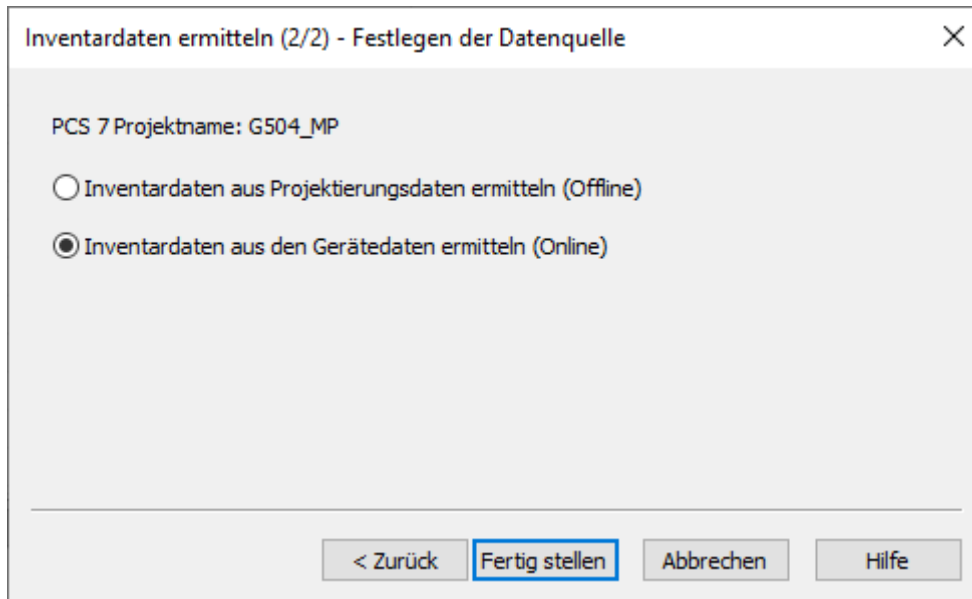 Inventardaten ermitteln (2/2) - Festlegen der Datenquelle
PCS 7 Projektname: G504_MP
Inventardaten aus Projektierungsdaten ermitteln (Offline)
Inventardaten aus den Gerätedaten ermitteln (Online)
< Zurück Fertig stellen Abbrechen Hilfe